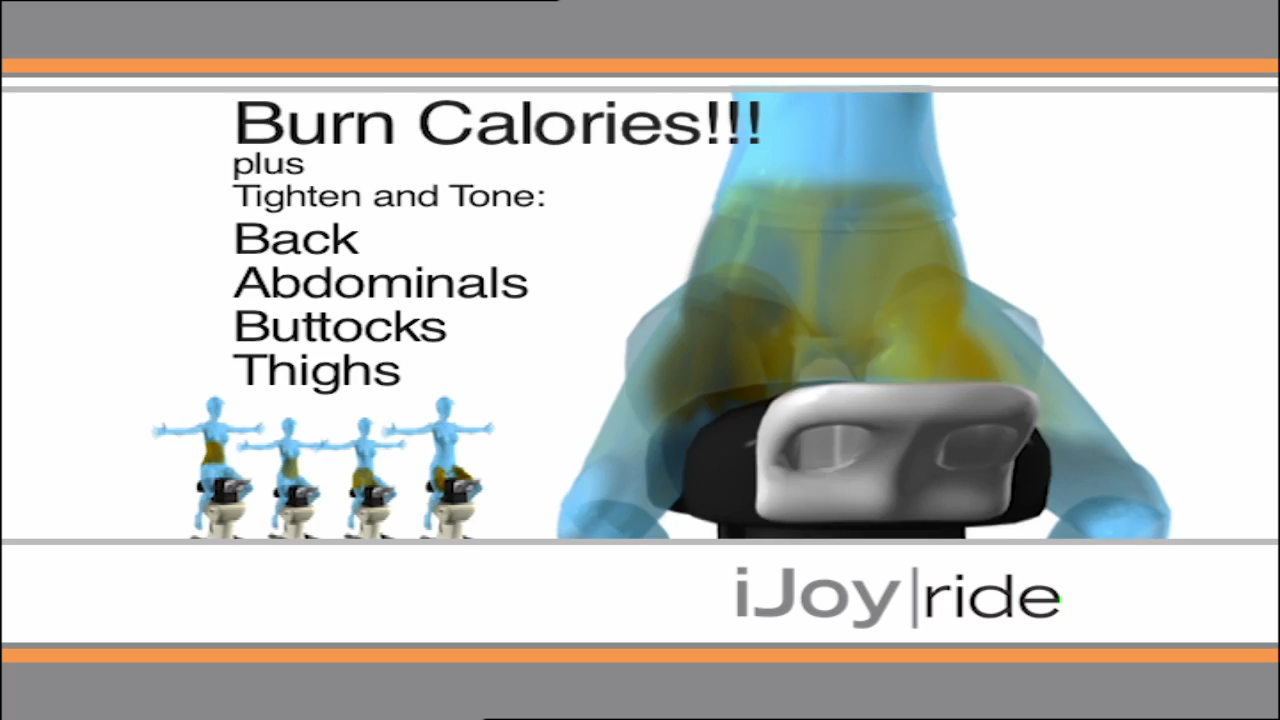 Burn Calories!!!
plus
Tighten and Tone:
Back
Abdominals
Buttocks
Thighs
iJoy|ride